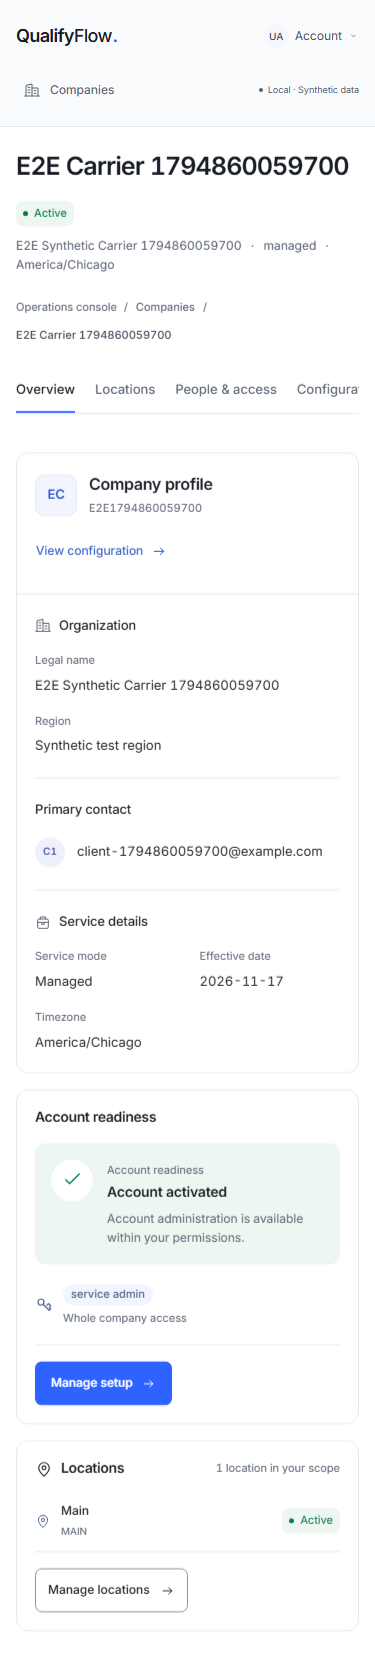 QualifyFlow.
UA Account
Companies
Local · Synthetic data
E2E Carrier 1794860059700
Active
E2E Synthetic Carrier 1794860059700 · managed ·
America/Chicago
Operations console / Companies /
E2E Carrier 1794860059700
Overview Locations People & access Configurat
EC
Company profile
E2E1794860059700
View configuration →
Organization
Legal name
E2E Synthetic Carrier 1794860059700
Region
Synthetic test region
Primary contact
C1 client-1794860059700@example.com
Service details
Service mode Effective date
Managed 2026-11-17
Timezone
America/Chicago
Account readiness
Account readiness
Account activated
Account administration is available
within your permissions.
service admin
Whole company access
Manage setup →
Locations 1 location in your scope
Main
MAIN
Active
Manage locations →